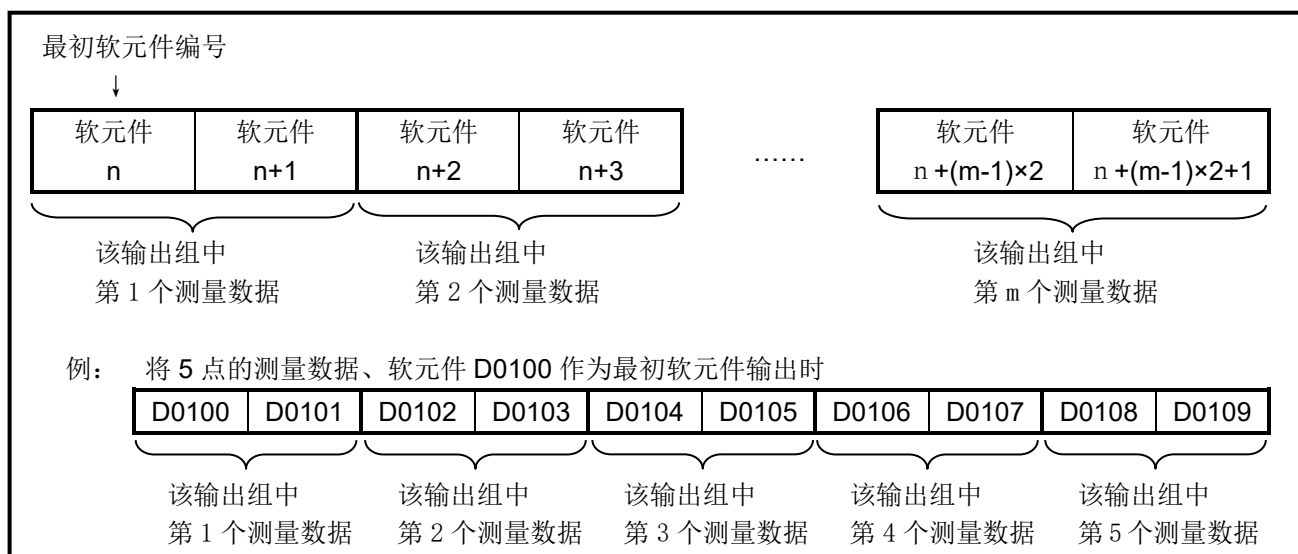 最初软元件编号
↓
软元件 软元件 软元件 软元件 软元件 软元件
n n+1 n+2 n+3 …… n+(m-1)×2 n+(m-1)×2+1
该输出组中 该输出组中 该输出组中
第 1 个测量数据 第 2 个测量数据 第 m 个测量数据
例： 将 5 点的测量数据、软元件 D0100 作为最初软元件输出时
D0100 D0101 D0102 D0103 D0104 D0105 D0106 D0107 D0108 D0109
该输出组中 该输出组中 该输出组中 该输出组中 该输出组中
第 1 个测量数据 第 2 个测量数据 第 3 个测量数据 第 4 个测量数据 第 5 个测量数据